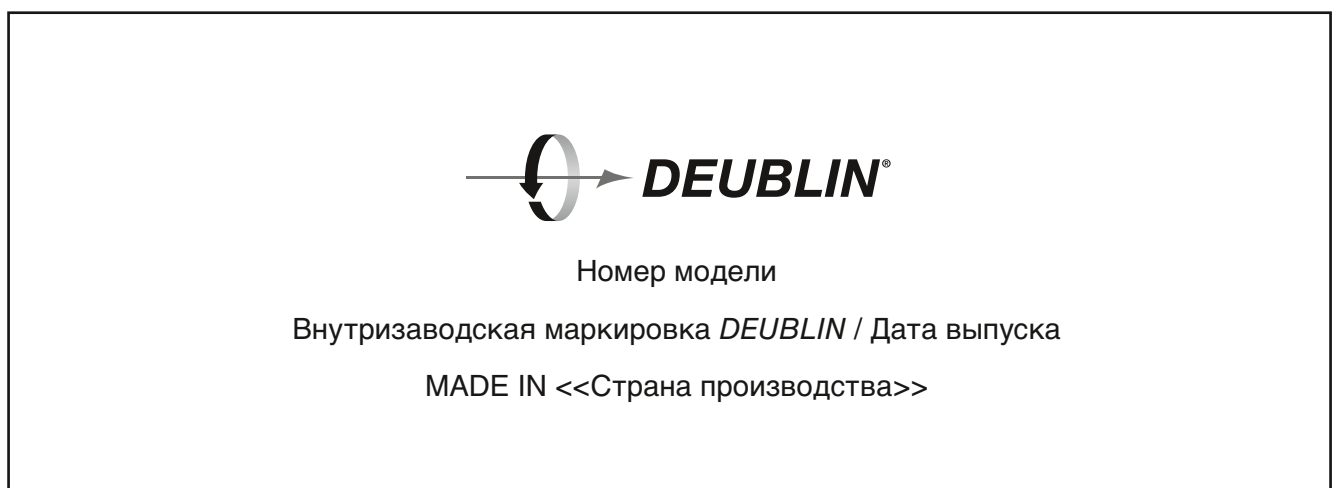 DEUBLIN®
Номер модели
Внутризаводская маркировка DEUBLIN / Дата выпуска
MADE IN <<Страна производства>>